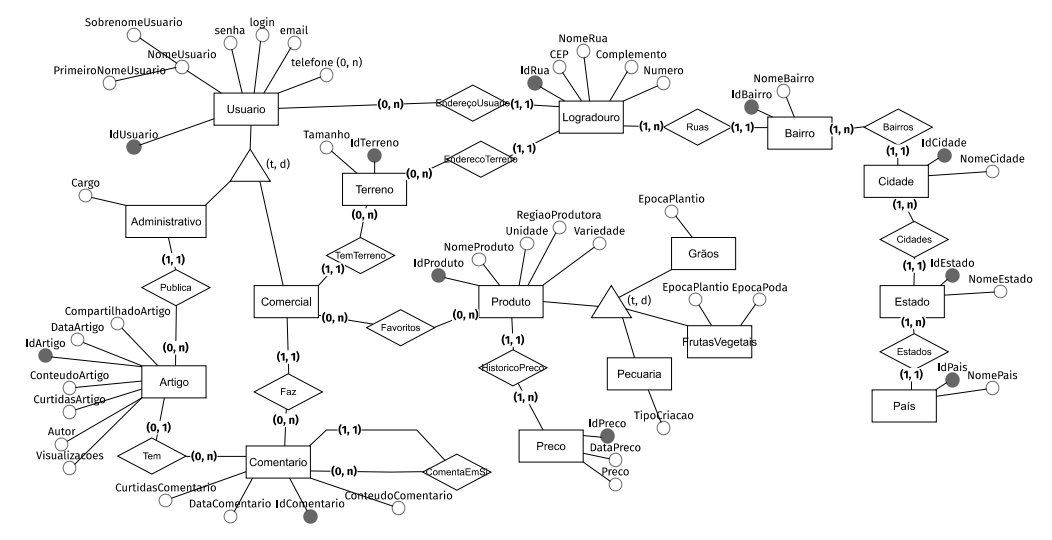 SobrenomeUsuario
login
senha
email
NomeUsuario
PrimeiroNomeUsuario
telefone (0, n)
Usuario
IdUsuario
(0, n)
EndereçoUsuario
(1, 1)
NomeRua
CEP
Complemento
IdRua
Numero
Logradouro
(1, n)
Ruas
(1, 1)
NomeBairro
IdBairro
Bairro
(1, n)
Bairros
(1, 1)
IdCidade
NomeCidade
Cidade
(1, n)
Cidades
(1, 1)
IdEstado
NomeEstado
Estado
(1, n)
Estados
(1, 1)
IdPais
NomePais
País
(t, d)
Tamanho
IdTerreno
Terreno
(0, n)
EnderecoTerreno
(1, 1)
(0, n)
TemTerreno
(1, 1)
Cargo
Administrativo
(1, 1)
Publica
(0, n)
CompartilhadoArtigo
DataArtigo
IdArtigo
ConteudoArtigo
CurtidasArtigo
Autor
Visualizacoes
Artigo
(0, 1)
Tem
(0, n)
Comercial
(0, n)
Favoritos
(0, n)
(1, 1)
Faz
(0, n)
Comentario
(1, 1)
(0, n)
ComentaEmSi
CurtidasComentario
DataComentario
IdComentario
ConteudoComentario
RegiaoProdutora
Unidade
Variedade
NomeProduto
IdProduto
Produto
(1, 1)
HistoricoPreco
(1, n)
Preco
IdPreco
DataPreco
Preco
(t, d)
EpocaPlantio
Grãos
EpocaPlantio
EpocaPoda
FrutasVegetais
Pecuaria
TipoCriacao